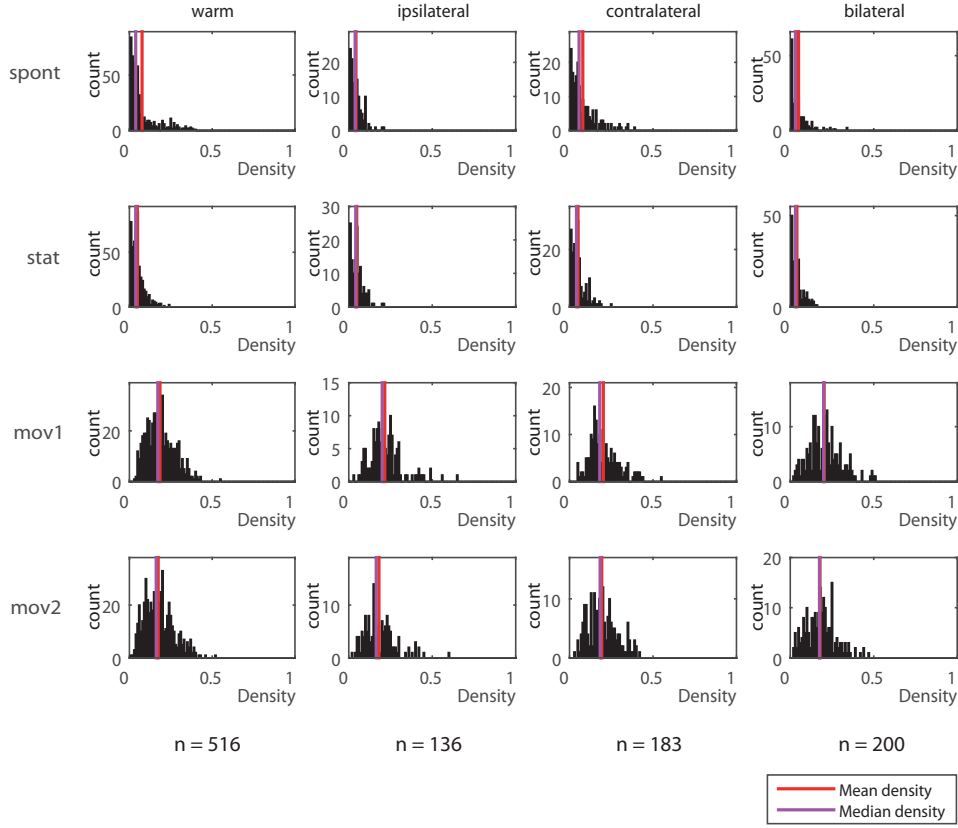 warm ipsilateral contralateral bilateral
spont
count 50 0 0 0.5 1 Density
count 20 10 0 0 0.5 1 Density
count 20 10 0 0 0.5 1 Density
count 50 0 0 0.5 1 Density
stat
count 50 0 0 0.5 1 Density
count 30 20 10 0 0 0.5 1 Density
count 20 0 0 0.5 1 Density
count 50 0 0 0.5 1 Density
mov1
count 20 0 0 0.5 1 Density
count 15 10 5 0 0 0.5 1 Density
count 20 10 0 0 0.5 1 Density
count 10 0 0 0.5 1 Density
mov2
count 20 0 0 0.5 1 Density
count 10 0 0 0.5 1 Density
count 10 0 0 0.5 1 Density
count 20 10 0 0 0.5 1 Density
n = 516 n = 136 n = 183 n = 200
Mean density
Median density